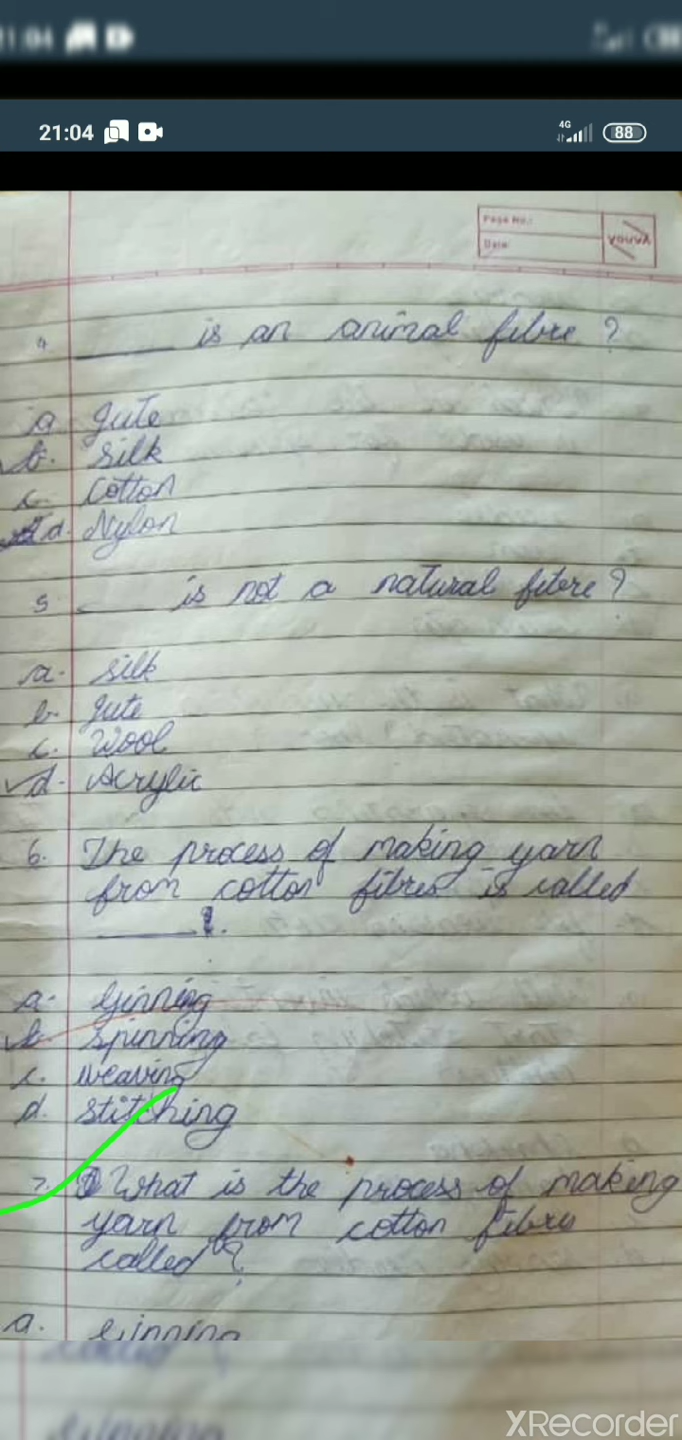 21:04
4G
88
Page No.:
Date:
YOUVA
4. ______ is an animal fibre ?
a. Jute
b. Silk
c. Cotton
d. Nylon
5. ______ is not a natural fibre ?
a. silk
b. Jute
c. Wool
d. Acrylic
6. The process of making yarn
from cotton fibres is called
______.
a. Ginning
b. spinning
c. weaving
d. stitching
7. What is the process of making
yarn from cotton fibres
called ?
a. Ginning
XRecorder